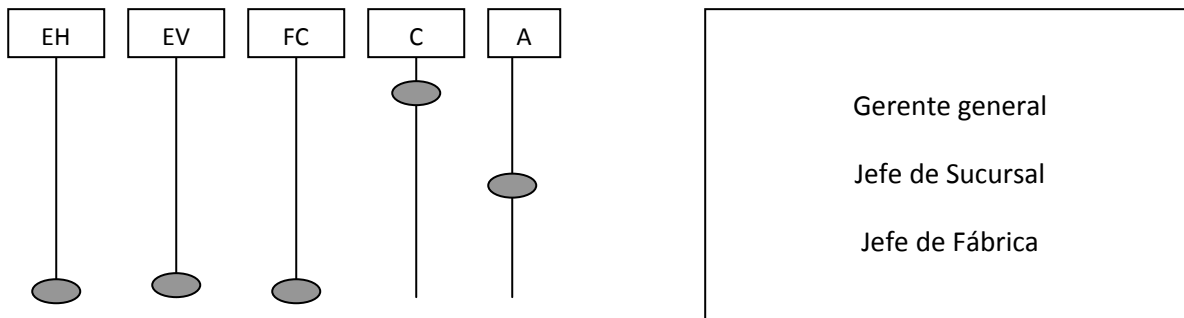 EH EV FC C A
Gerente general
Jefe de Sucursal
Jefe de Fábrica